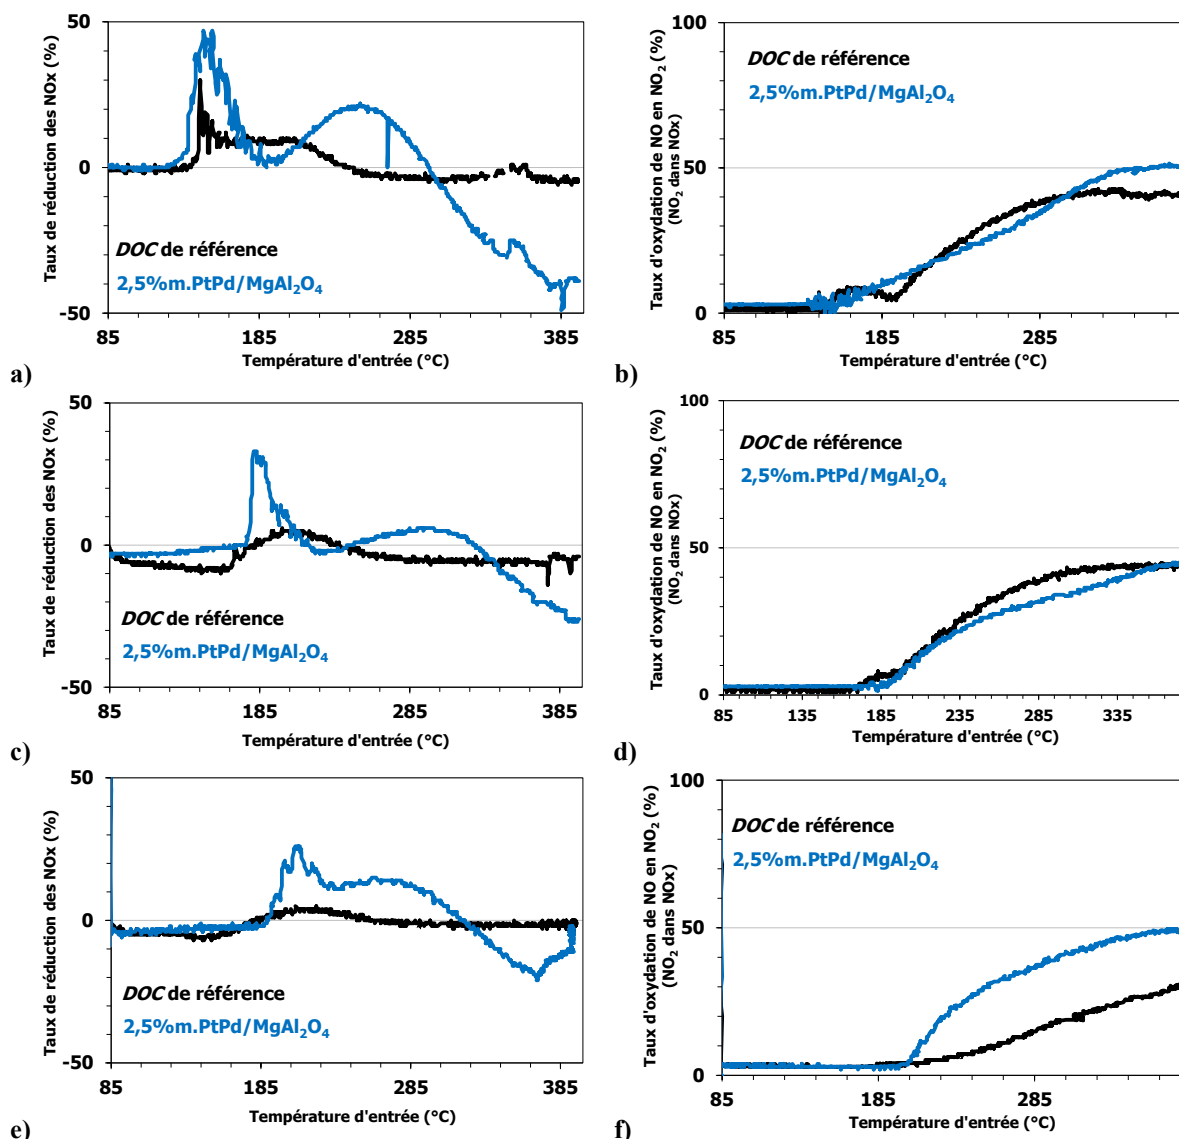 50
0
-50
85
185
285
385
Taux de réduction des NOx (%)
DOC de référence
2,5%m.PtPd/MgAl₂O₄
Température d'entrée (°C)
a)
100
50
0
85
185
285
Taux d'oxydation de NO en NO₂ (%)
(NO₂ dans NOx)
DOC de référence
2,5%m.PtPd/MgAl₂O₄
Température d'entrée (°C)
b)
50
0
-50
85
185
285
385
Taux de réduction des NOx (%)
DOC de référence
2,5%m.PtPd/MgAl₂O₄
Température d'entrée (°C)
c)
100
50
0
85
135
185
235
285
335
Taux d'oxydation de NO en NO₂ (%)
(NO₂ dans NOx)
DOC de référence
2,5%m.PtPd/MgAl₂O₄
Température d'entrée (°C)
d)
50
0
-50
85
185
285
385
Taux de réduction des NOx (%)
DOC de référence
2,5%m.PtPd/MgAl₂O₄
Température d'entrée (°C)
e)
100
50
0
85
185
285
Taux d'oxydation de NO en NO₂ (%)
(NO₂ dans NOx)
DOC de référence
2,5%m.PtPd/MgAl₂O₄
Température d'entrée (°C)
f)